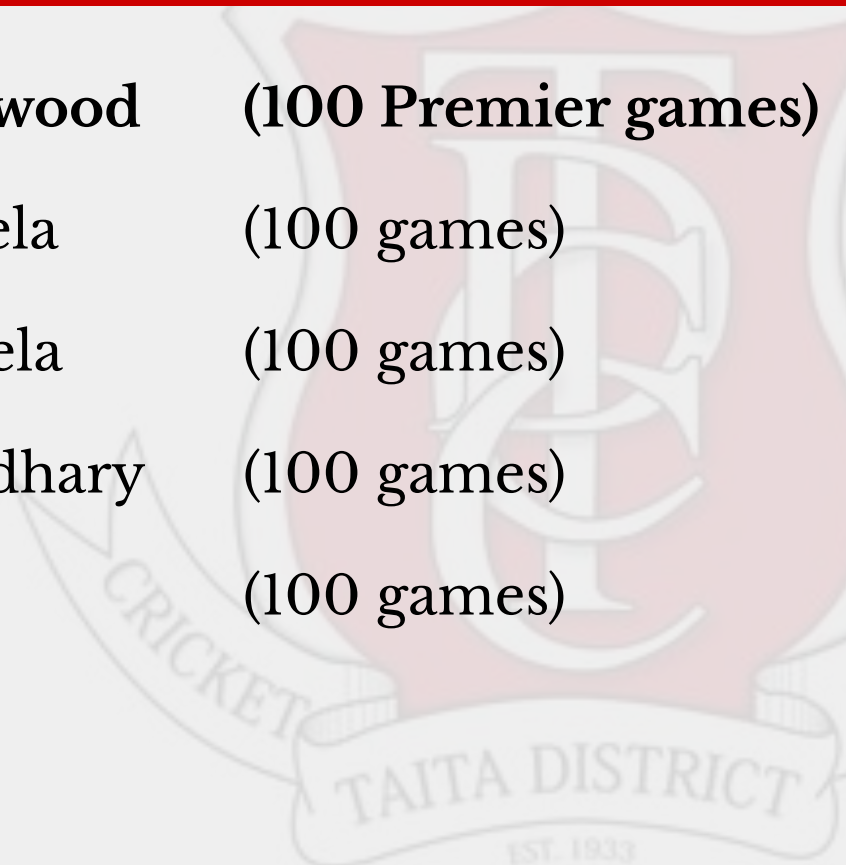 wood (100 Premier games)
ela (100 games)
ela (100 games)
dhary (100 games)
(100 games)
CRICKET
TAITA DISTRICT
EST. 1933